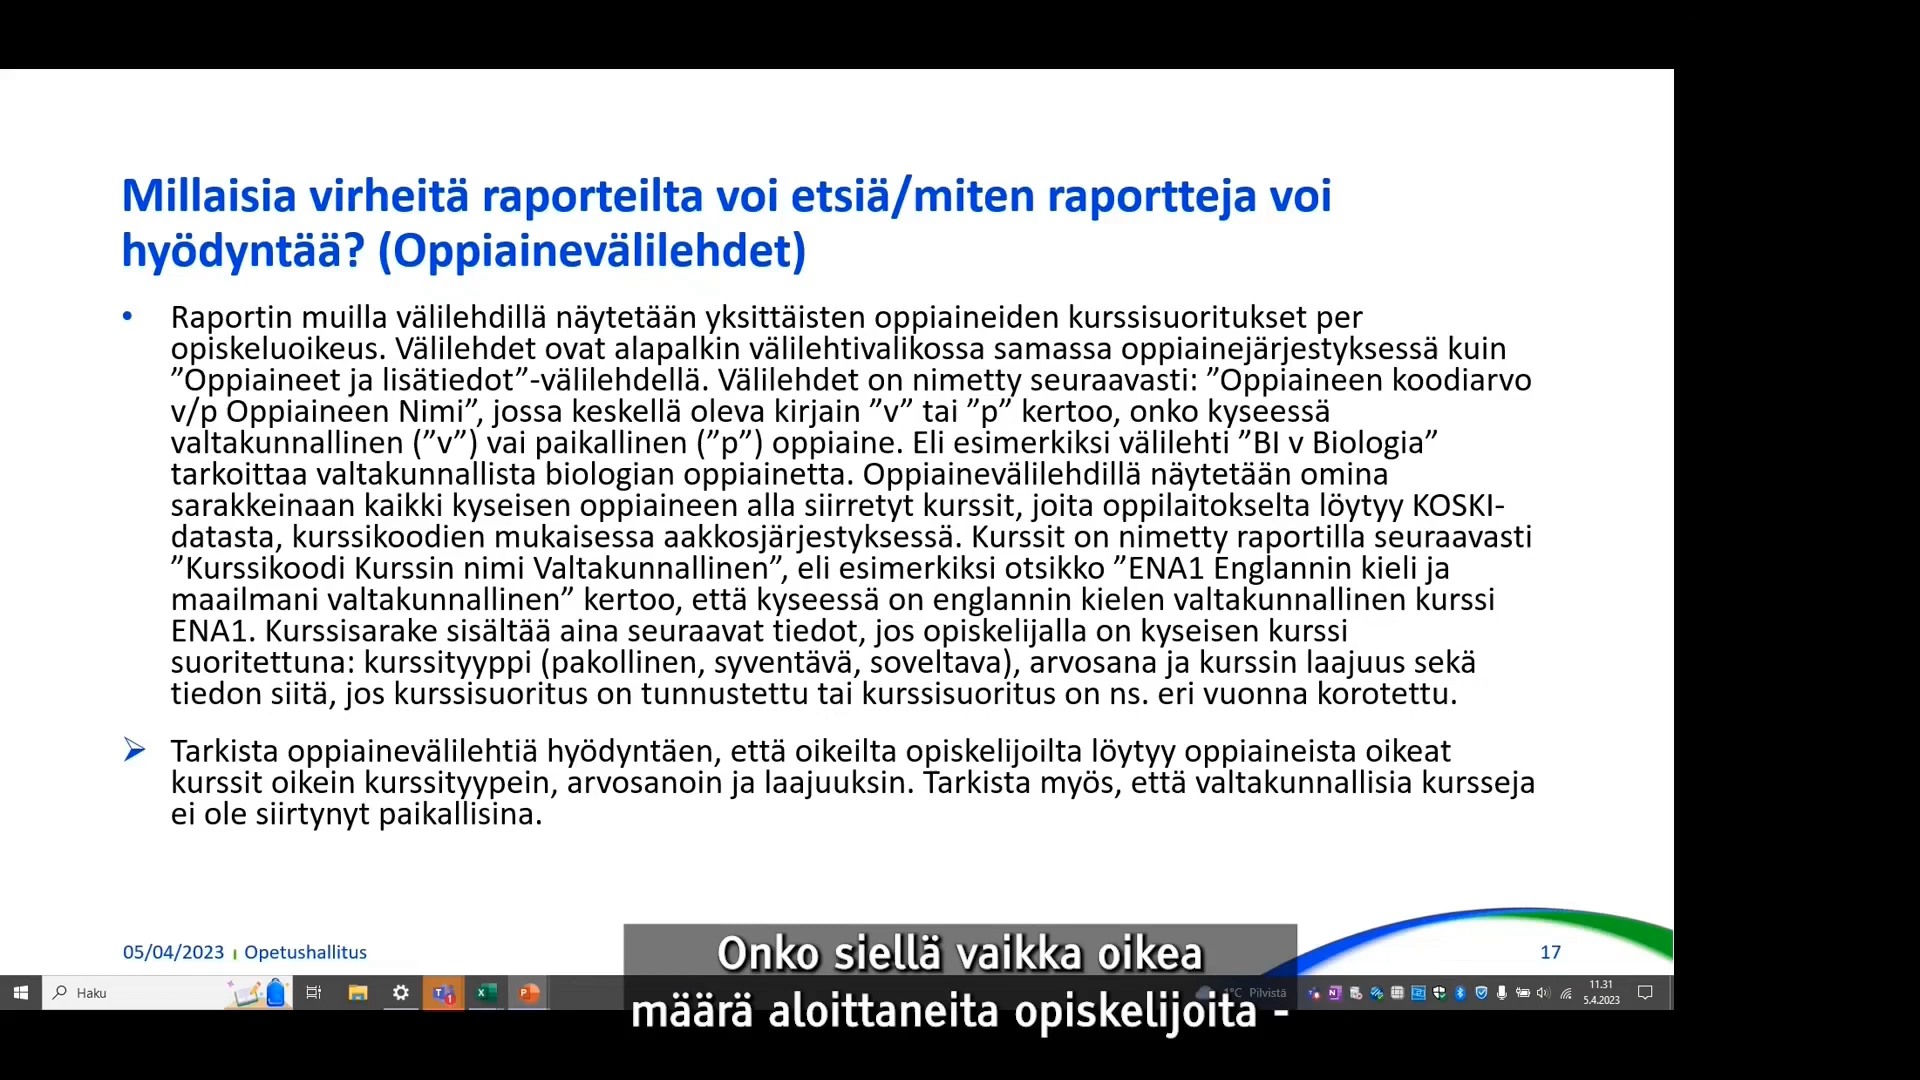 Millaisia virheitä raporteilta voi etsiä/miten raportteja voi
hyödyntää? (Oppiainevälilehdet)
• Raportin muilla välilehdillä näytetään yksittäisten oppiaineiden kurssisuoritukset per
opiskeluoikeus. Välilehdet ovat alapalkin välilehtivalikossa samassa oppiainejärjestyksessä kuin
”Oppiaineet ja lisätiedot”-välilehdellä. Välilehdet on nimetty seuraavasti: ”Oppiaineen koodiarvo
v/p Oppiaineen Nimi”, jossa keskellä oleva kirjain ”v” tai ”p” kertoo, onko kyseessä
valtakunnallinen (”v”) vai paikallinen (”p”) oppiaine. Eli esimerkiksi välilehti ”BI v Biologia”
tarkoittaa valtakunnallista biologian oppiainetta. Oppiainevälilehdillä näytetään omina
sarakkeinaan kaikki kyseisen oppiaineen alla siirretyt kurssit, joita oppilaitokselta löytyy KOSKI-
datasta, kurssikoodien mukaisessa aakkosjärjestyksessä. Kurssit on nimetty raportilla seuraavasti
”Kurssikoodi Kurssin nimi Valtakunnallinen”, eli esimerkiksi otsikko ”ENA1 Englannin kieli ja
maailmani valtakunnallinen” kertoo, että kyseessä on englannin kielen valtakunnallinen kurssi
ENA1. Kurssisarake sisältää aina seuraavat tiedot, jos opiskelijalla on kyseisen kurssi
suoritettuna: kurssityyppi (pakollinen, syventävä, soveltava), arvosana ja kurssin laajuus sekä
tiedon siitä, jos kurssisuoritus on tunnustettu tai kurssisuoritus on ns. eri vuonna korotettu.
➢ Tarkista oppiainevälilehtiä hyödyntäen, että oikeilta opiskelijoilta löytyy oppiaineista oikeat
kurssit oikein kurssityypein, arvosanoin ja laajuuksin. Tarkista myös, että valtakunnallisia kursseja
ei ole siirtynyt paikallisina.
05/04/2023 Opetushallitus
17
Onko siellä vaikka oikea
määrä aloittaneita opiskelijoita -
Haku
1°C Pilvistä
11.31
5.4.2023